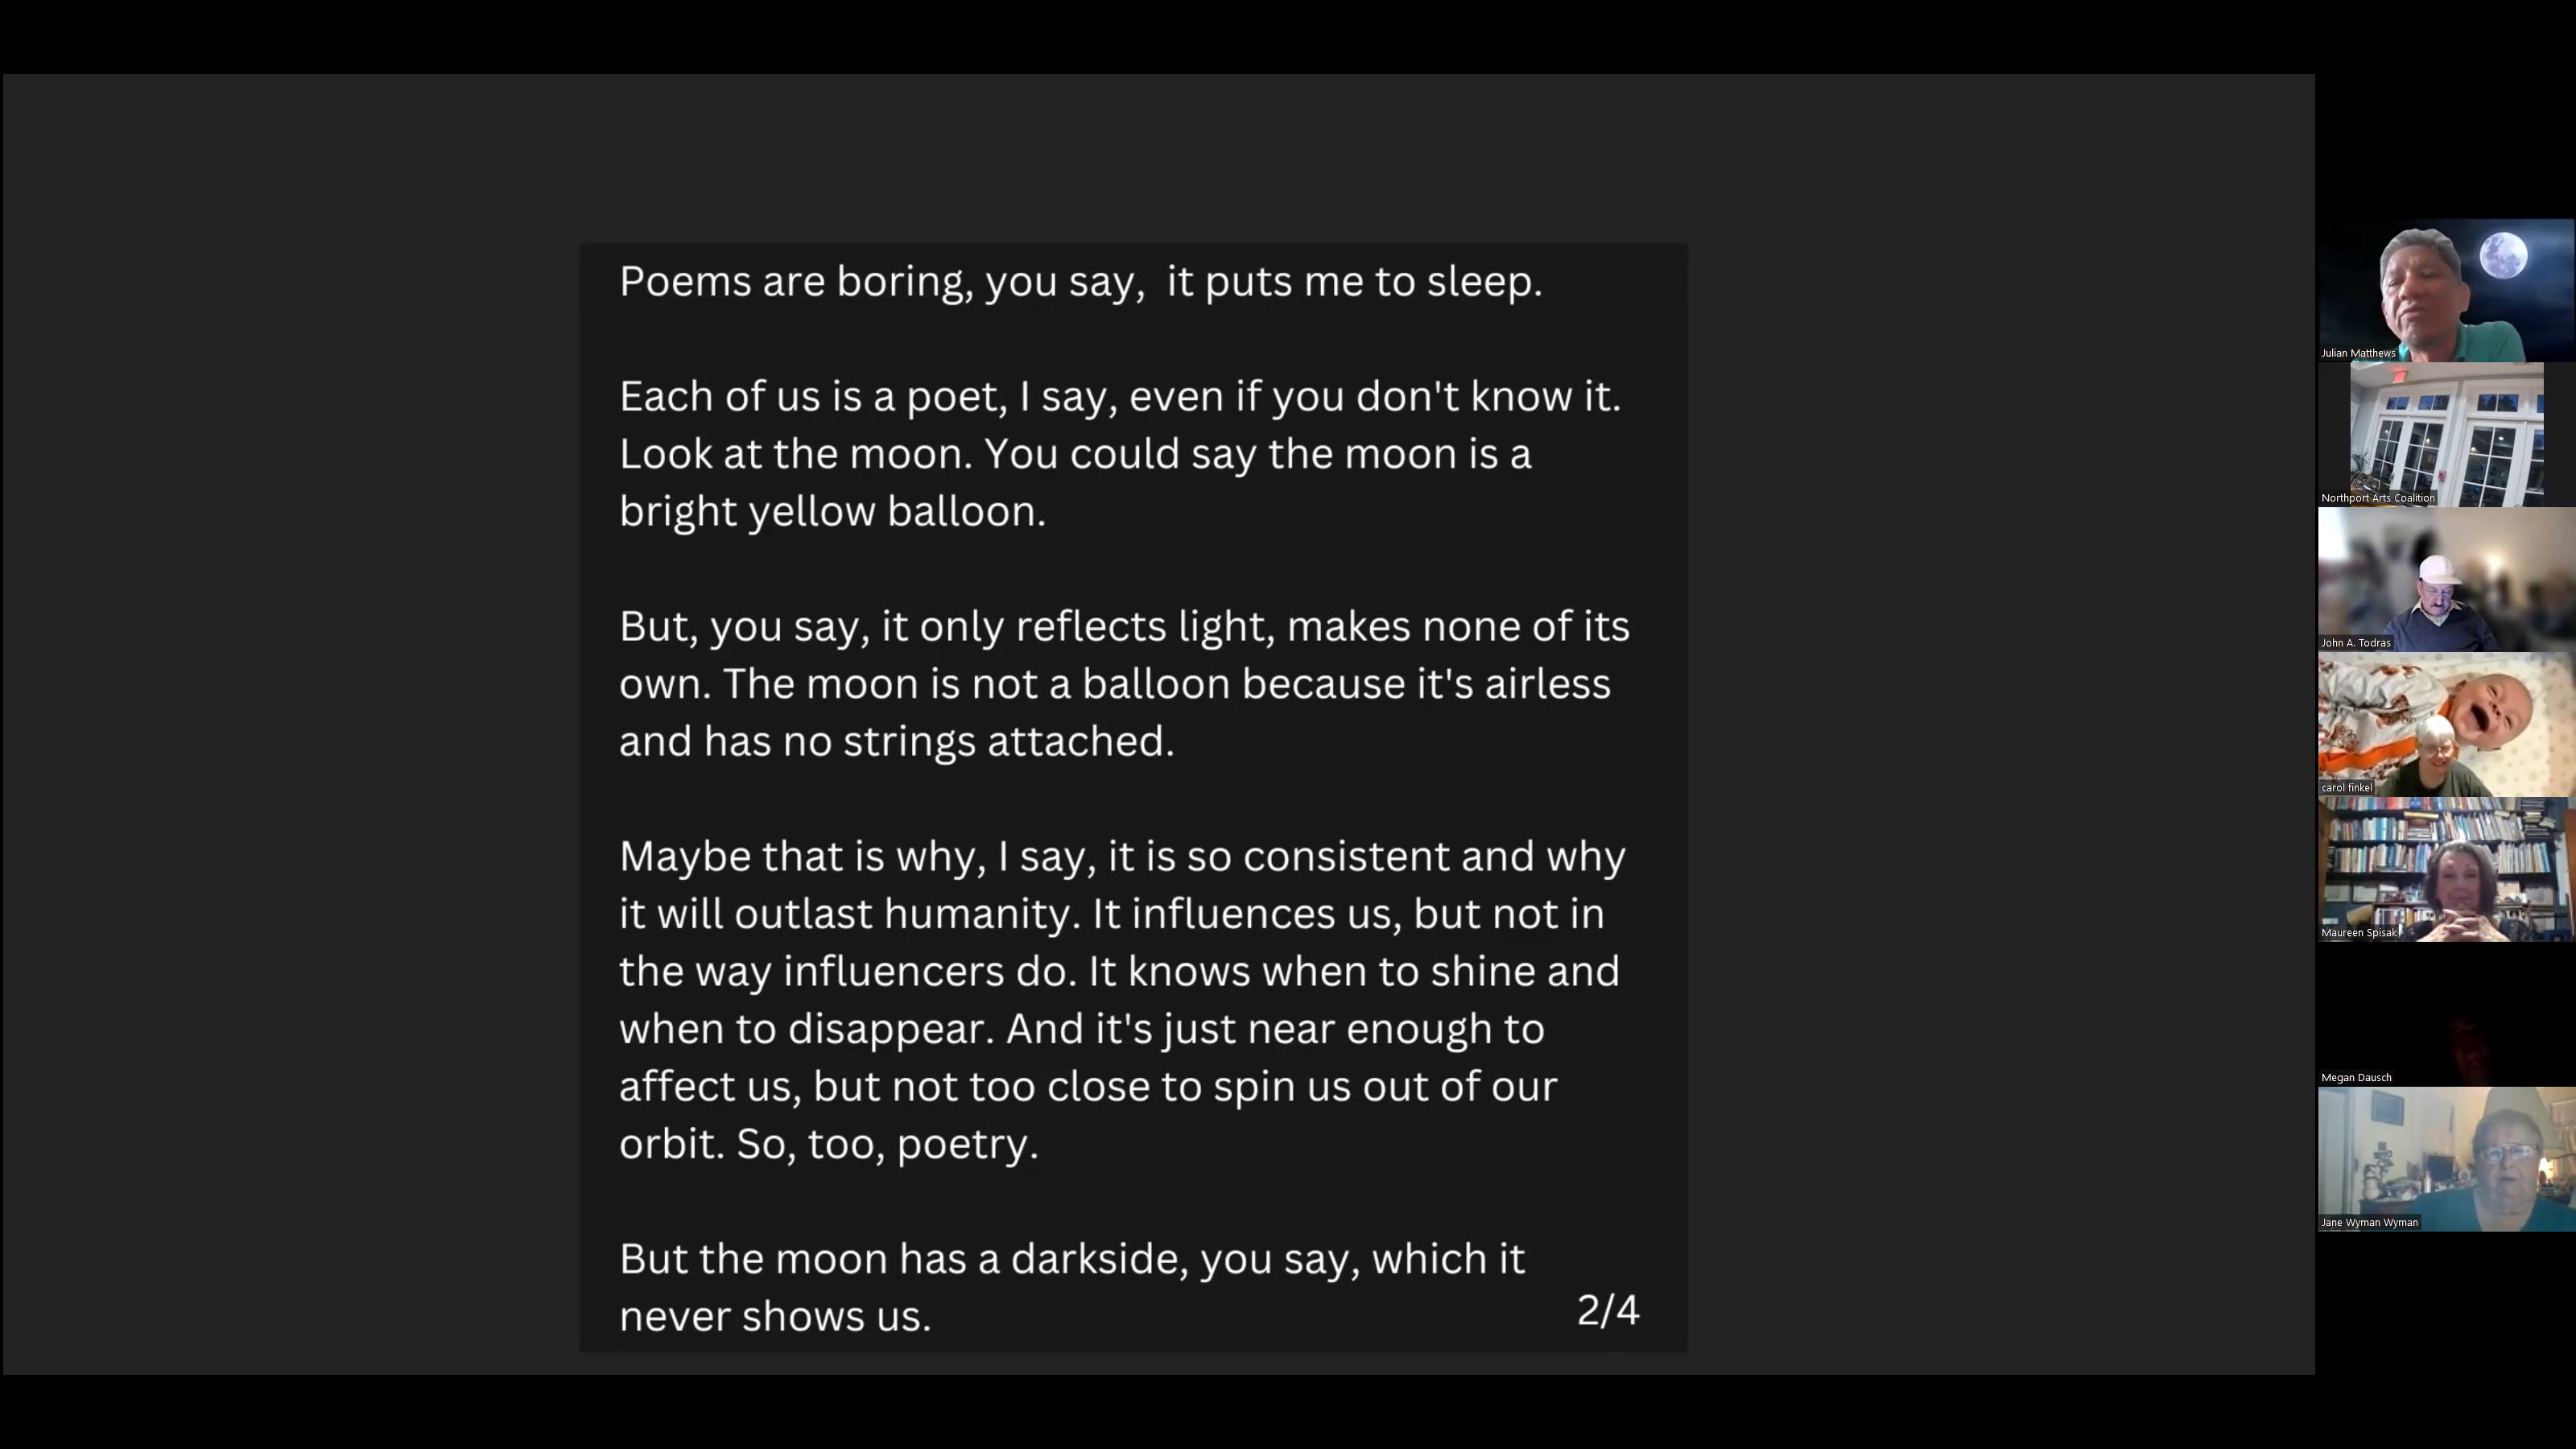 Poems are boring, you say,  it puts me to sleep.
Each of us is a poet, I say, even if you don't know it.
Look at the moon. You could say the moon is a
bright yellow balloon.
But, you say, it only reflects light, makes none of its
own. The moon is not a balloon because it's airless
and has no strings attached.
Maybe that is why, I say, it is so consistent and why
it will outlast humanity. It influences us, but not in
the way influencers do. It knows when to shine and
when to disappear. And it's just near enough to
affect us, but not too close to spin us out of our
orbit. So, too, poetry.
But the moon has a darkside, you say, which it
never shows us.
2/4
Julian Matthews
Northport Arts Coalition
John A. Todras
carol finkel
Maureen Spisak
Megan Dausch
Jane Wyman Wyman